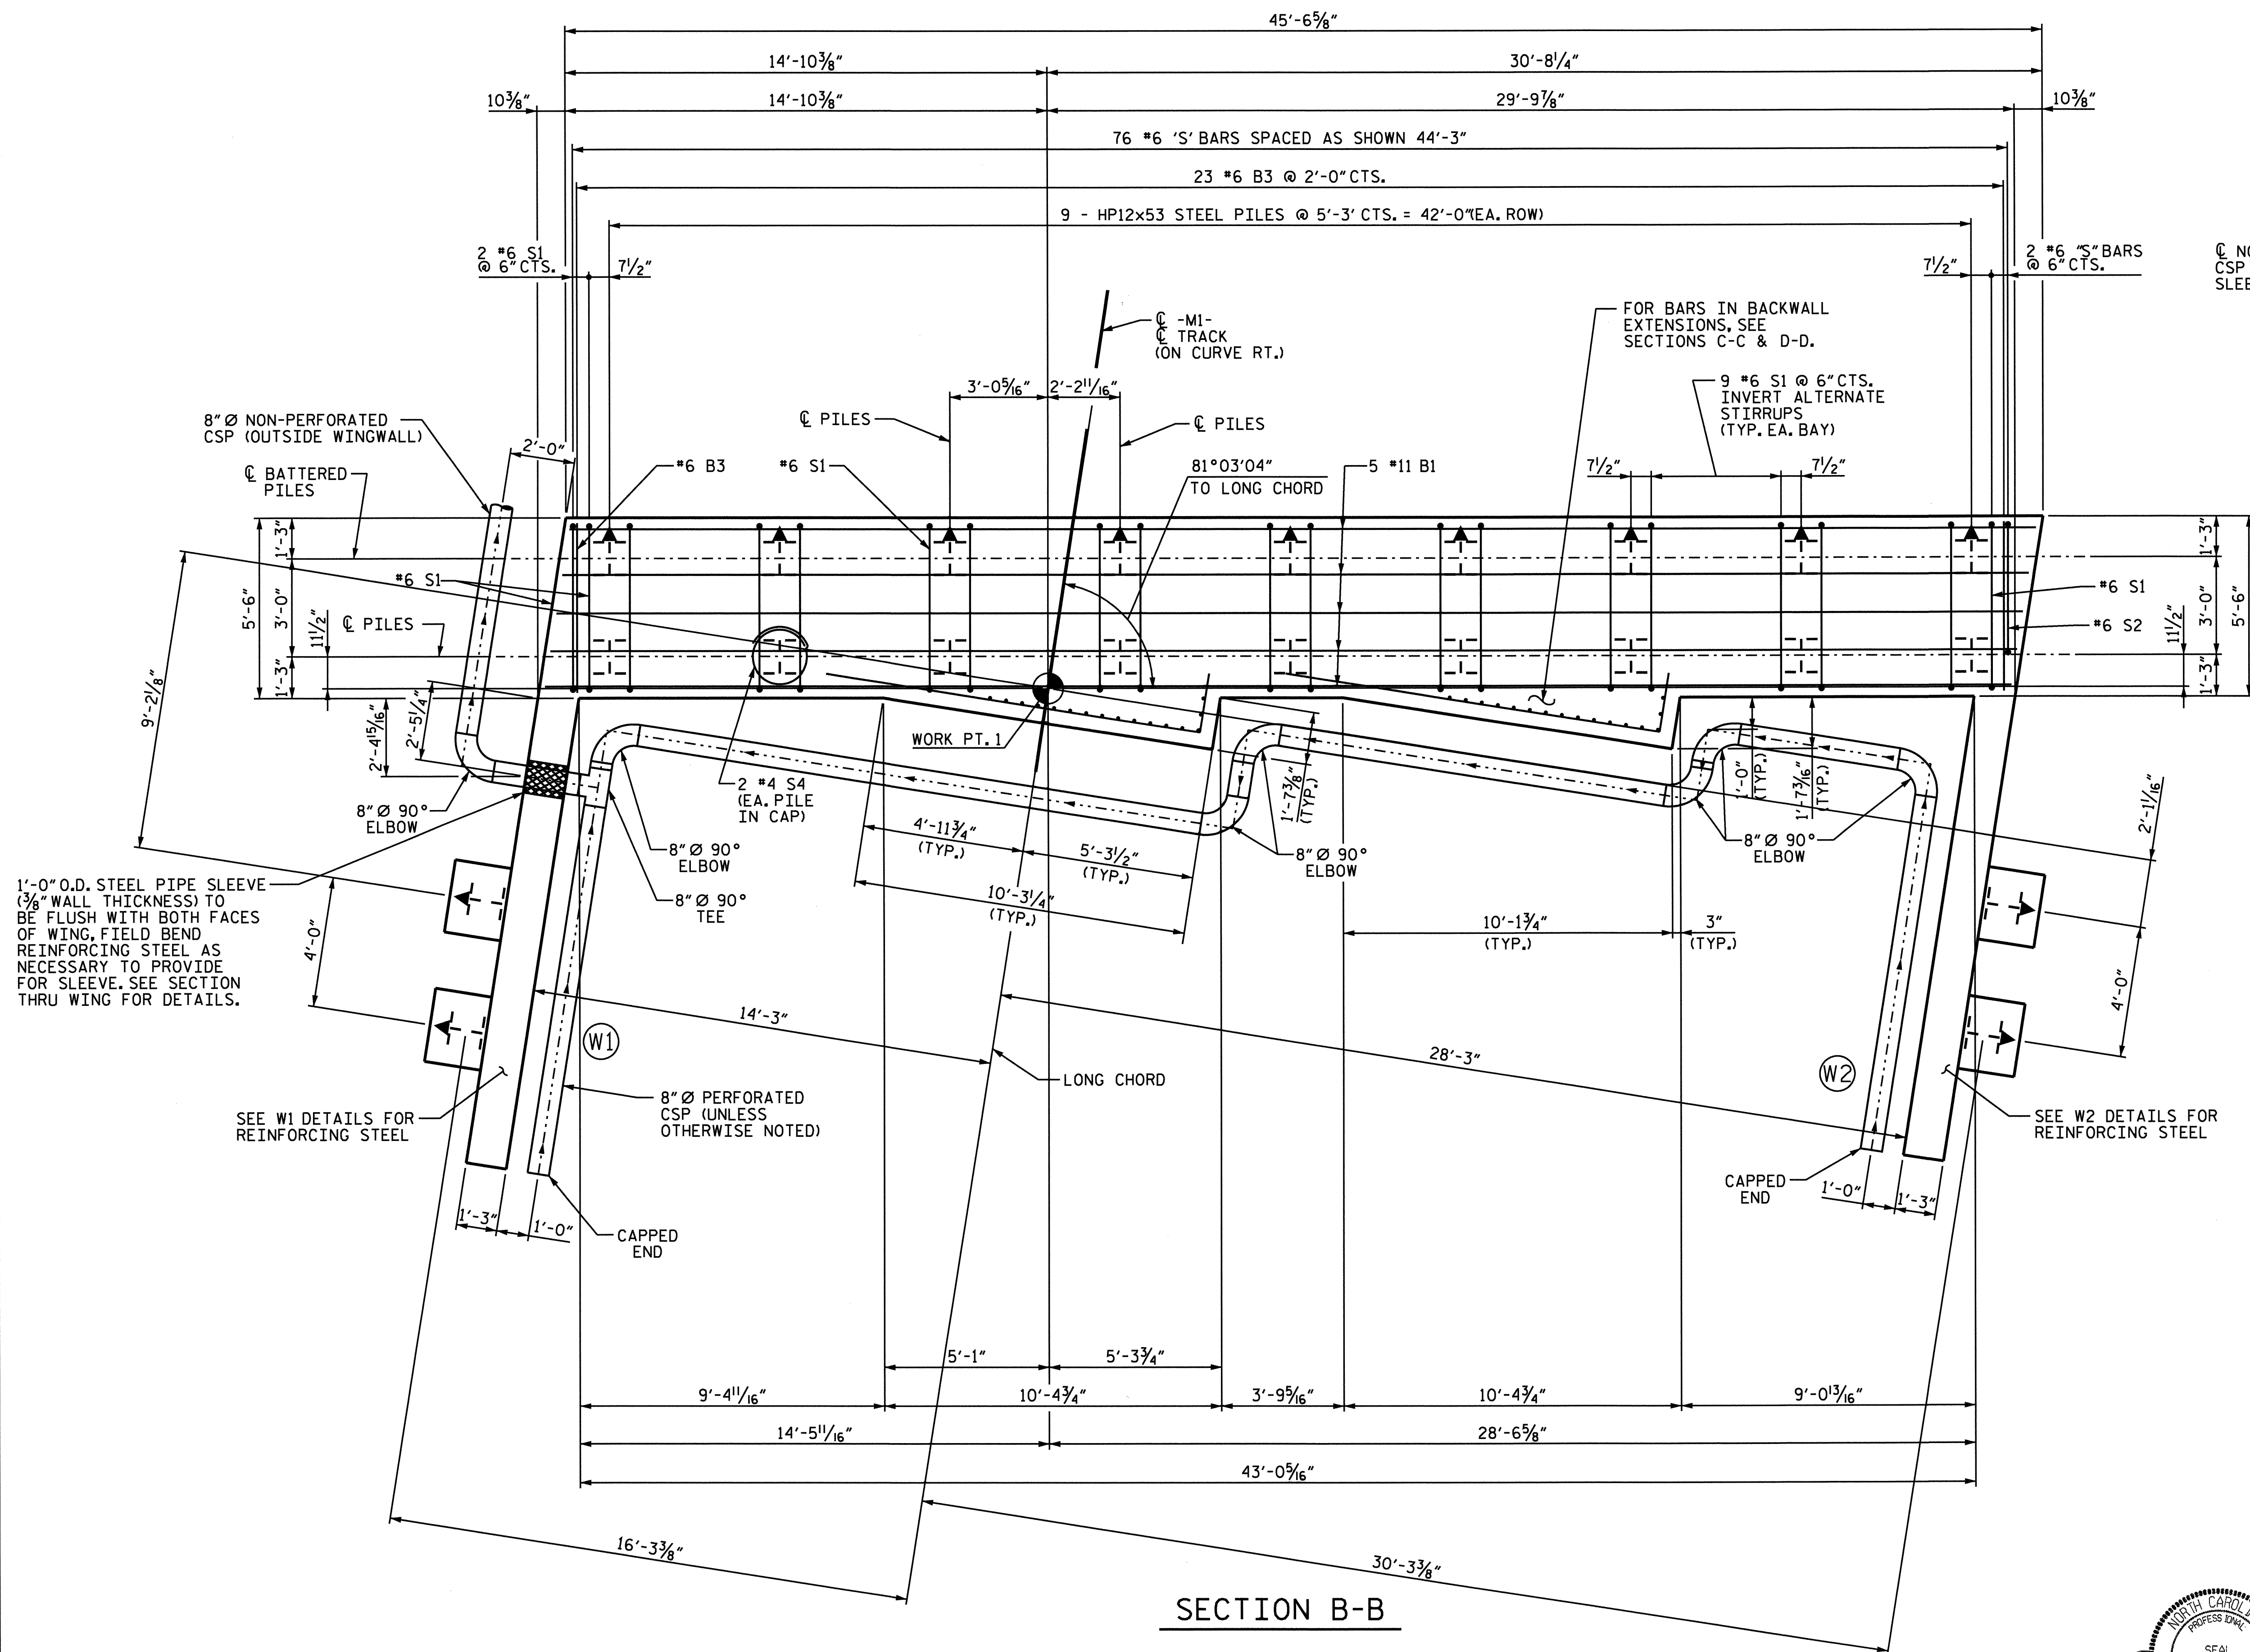 45'-6⅝"
14'-10⅜"
30'-8¼"
10⅜"
14'-10⅜"
29'-9⅞"
10⅜"
76 #6 'S' BARS SPACED AS SHOWN 44'-3"
23 #6 B3 @ 2'-0" CTS.
9 - HP12x53 STEEL PILES @ 5'-3' CTS. = 42'-0"(EA. ROW)
2 #6 S1
@ 6" CTS.
7½"
7½"
2 #6 "S" BARS
@ 6" CTS.
CSP
℄ -M1-
℄ TRACK
(ON CURVE RT.)
FOR BARS IN BACKWALL
EXTENSIONS, SEE
SECTIONS C-C & D-D.
3'-0 5/16"
2'-2 11/16"
9 #6 S1 @ 6" CTS.
INVERT ALTERNATE
STIRRUPS
(TYP. EA. BAY)
8" Ø NON-PERFORATED
CSP (OUTSIDE WINGWALL)
2'-0"
℄ PILES
℄ PILES
℄ BATTERED
PILES
#6 B3
#6 S1
81°03'04"
TO LONG CHORD
5 #11 B1
7½"
7½"
1'-3"
5'-6"
3'-0"
1'-3"
11½"
#6 S1
℄ PILES
1'-3"
3'-0"
5'-6"
1'-3"
11½"
#6 S1
#6 S2
9'-2⅛"
2'-5¼"
2'-4 15/16"
WORK PT. 1
2 #4 S4
(EA. PILE
IN CAP)
8" Ø 90°
ELBOW
8" Ø 90°
ELBOW
8" Ø 90°
TEE
1'-7⅜"
(TYP.)
8" Ø 90°
ELBOW
1'-0"
(TYP.)
1'-7 3/16"
(TYP.)
8" Ø 90°
ELBOW
2'-1 1/16"
4'-0"
4'-11¾"
(TYP.)
5'-3½"
(TYP.)
10'-3¼"
(TYP.)
10'-1¾"
(TYP.)
3"
(TYP.)
1'-0" O.D. STEEL PIPE SLEEVE
(⅜" WALL THICKNESS) TO
BE FLUSH WITH BOTH FACES
OF WING, FIELD BEND
REINFORCING STEEL AS
NECESSARY TO PROVIDE
FOR SLEEVE. SEE SECTION
THRU WING FOR DETAILS.
4'-0"
14'-3"
28'-3"
W1
W2
LONG CHORD
SEE W1 DETAILS FOR
REINFORCING STEEL
8" Ø PERFORATED
CSP (UNLESS
OTHERWISE NOTED)
SEE W2 DETAILS FOR
REINFORCING STEEL
CAPPED
END
1'-0"
1'-3"
1'-3"
1'-0"
CAPPED
END
5'-1"
5'-3¾"
9'-4 11/16"
10'-4¾"
3'-9 5/16"
10'-4¾"
9'-0 13/16"
14'-5 11/16"
28'-6⅝"
43'-0 5/16"
16'-3⅜"
30'-3⅜"
SECTION B-B
NORTH
PROFESSIONAL
SEAL